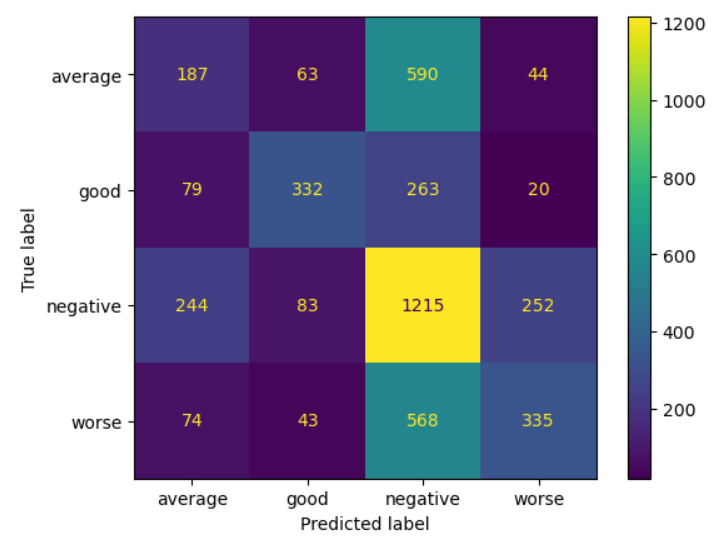 average 187 63 590 44
good 79 332 263 20
negative 244 83 1215 252
worse 74 43 568 335
average good negative worse
Predicted label
True label
1200
1000
800
600
400
200